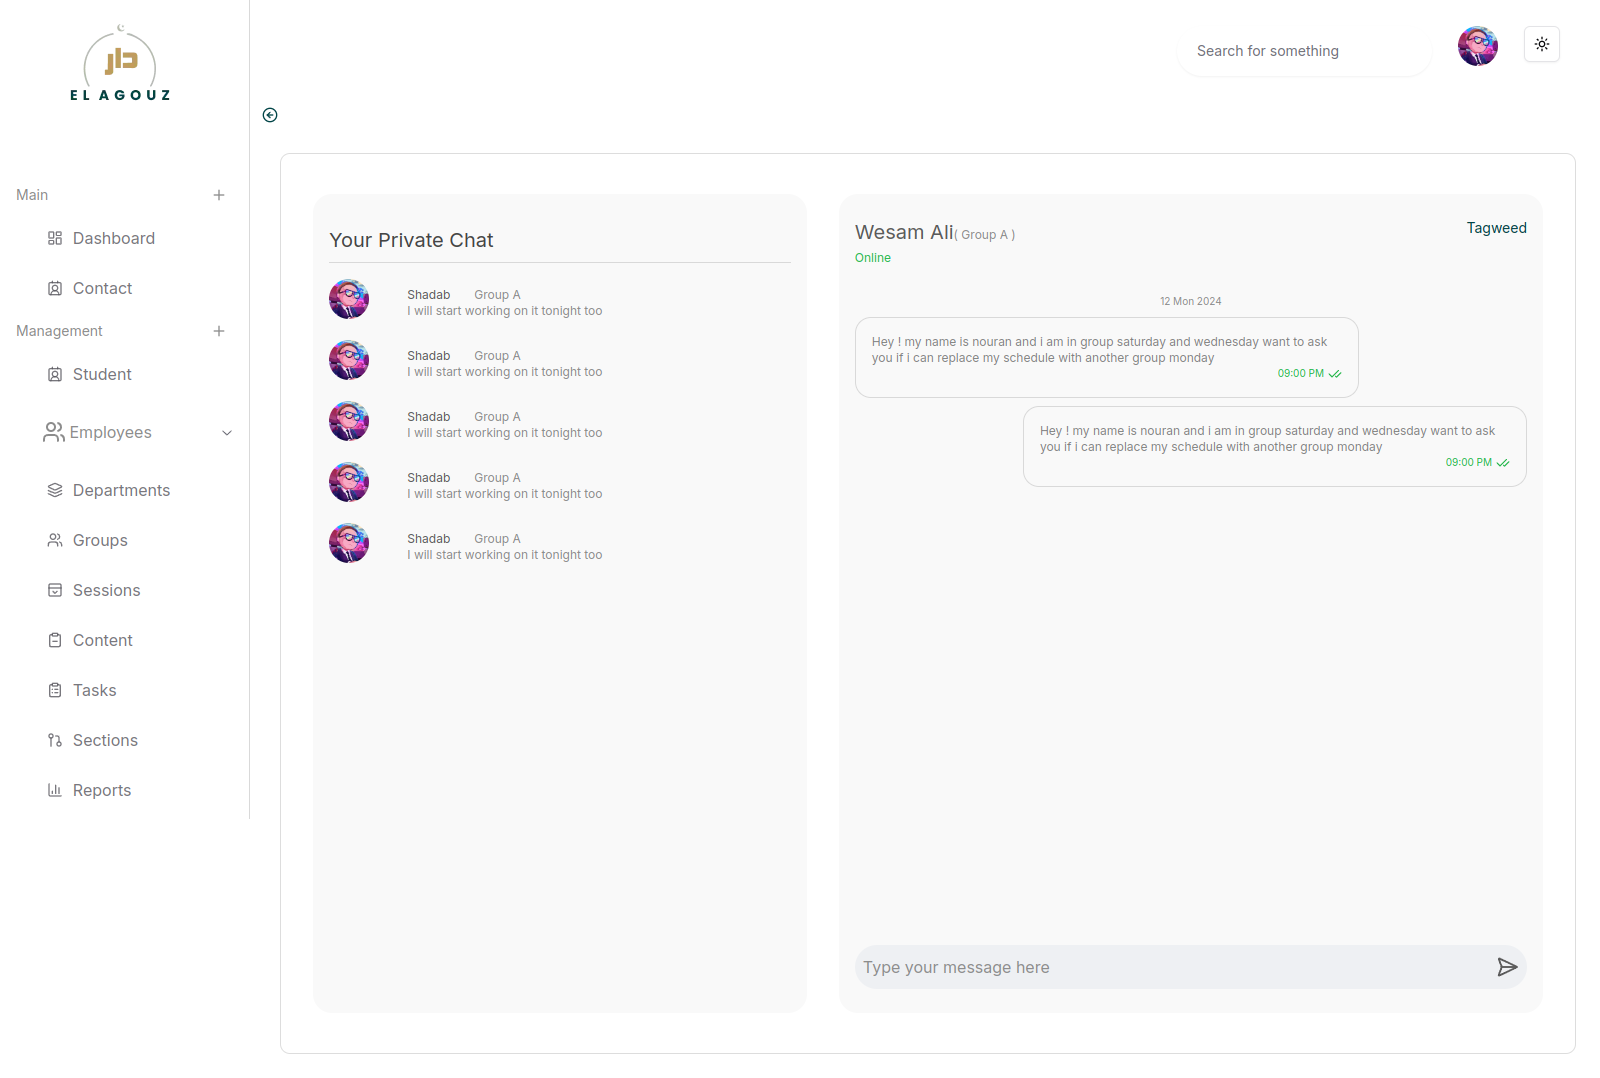 دار
EL AGOUZ
Search for something
Main
Dashboard
Contact
Management
Student
Employees
Departments
Groups
Sessions
Content
Tasks
Sections
Reports
Your Private Chat
Shadab Group A
I will start working on it tonight too
Shadab Group A
I will start working on it tonight too
Shadab Group A
I will start working on it tonight too
Shadab Group A
I will start working on it tonight too
Shadab Group A
I will start working on it tonight too
Wesam Ali( Group A )
Tagweed
Online
12 Mon 2024
Hey ! my name is nouran and i am in group saturday and wednesday want to ask
you if i can replace my schedule with another group monday
09:00 PM
Hey ! my name is nouran and i am in group saturday and wednesday want to ask
you if i can replace my schedule with another group monday
09:00 PM
Type your message here